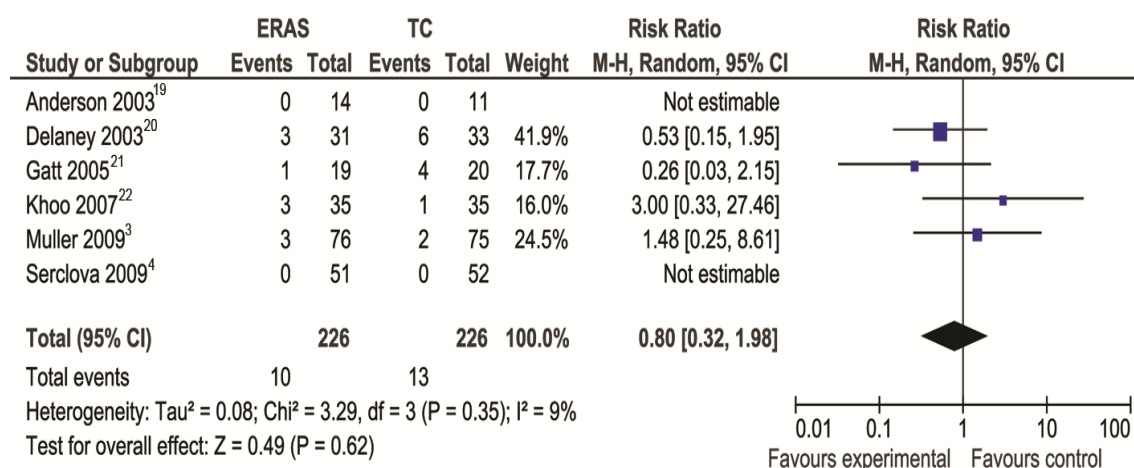 ERAS TC Risk Ratio Risk Ratio
Study or Subgroup Events Total Events Total Weight M-H, Random, 95% CI M-H, Random, 95% CI
Anderson 2003¹⁹ 0 14 0 11 Not estimable
Delaney 2003²⁰ 3 31 6 33 41.9% 0.53 [0.15, 1.95]
Gatt 2005²¹ 1 19 4 20 17.7% 0.26 [0.03, 2.15]
Khoo 2007²² 3 35 1 35 16.0% 3.00 [0.33, 27.46]
Muller 2009³ 3 76 2 75 24.5% 1.48 [0.25, 8.61]
Serclova 2009⁴ 0 51 0 52 Not estimable
Total (95% CI) 226 226 100.0% 0.80 [0.32, 1.98]
Total events 10 13
Heterogeneity: Tau² = 0.08; Chi² = 3.29, df = 3 (P = 0.35); I² = 9%
Test for overall effect: Z = 0.49 (P = 0.62)
0.01 0.1 1 10 100
Favours experimental Favours control